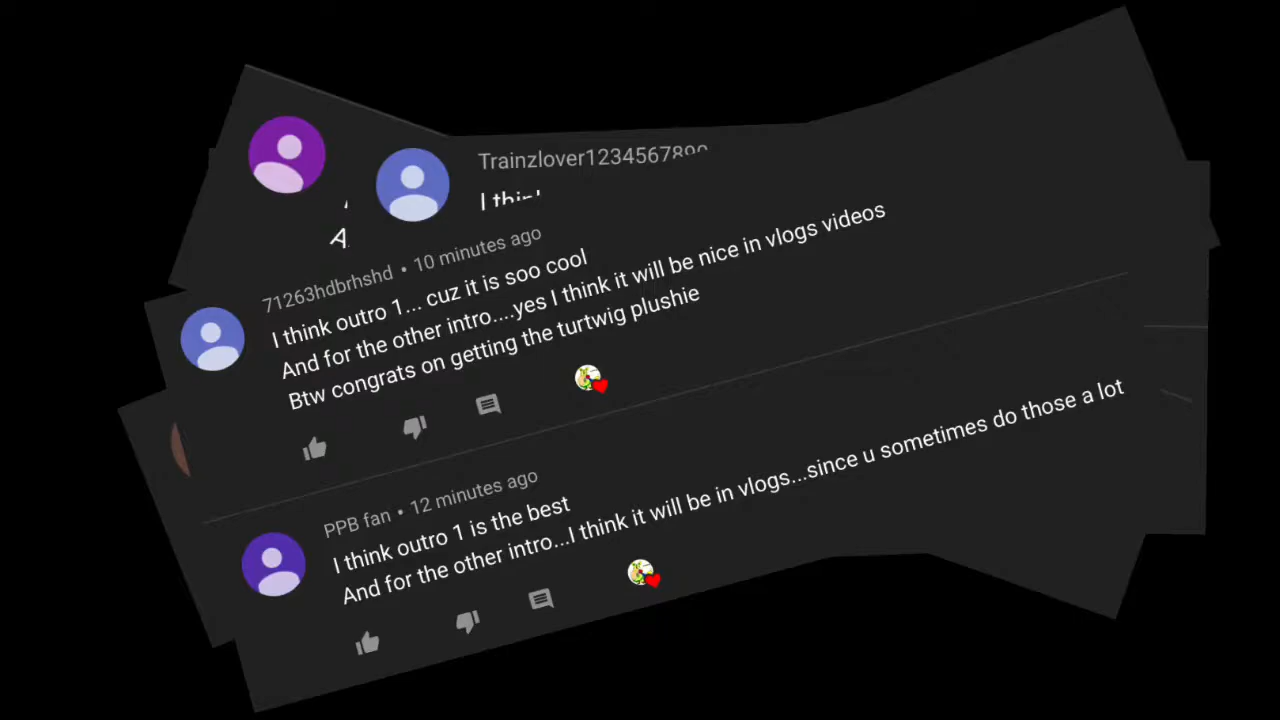 Trainzlover1234567890
I think
A
71263hdbrhshd • 10 minutes ago
I think outro 1... cuz it is soo cool
And for the other intro....yes I think it will be nice in vlogs videos
Btw congrats on getting the turtwig plushie
PPB fan • 12 minutes ago
I think outro 1 is the best
And for the other intro...I think it will be in vlogs...since u sometimes do those a lot